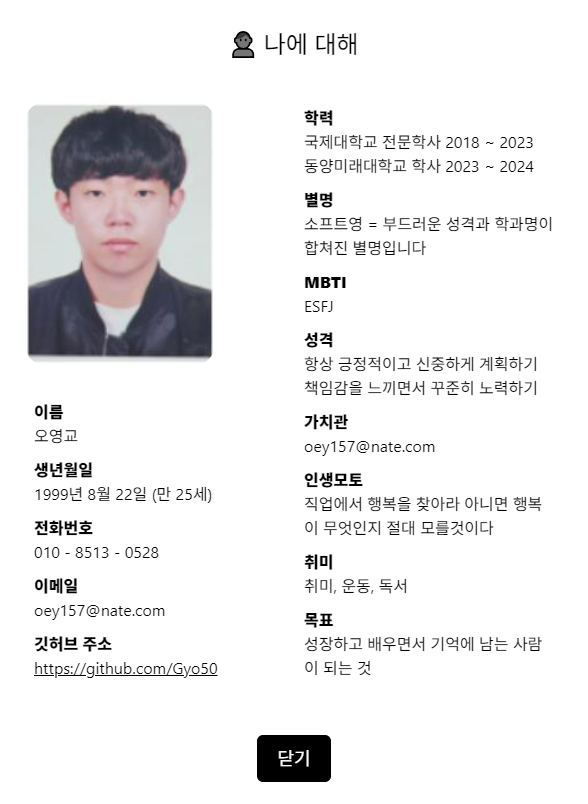 나에 대해
이름
오영교
생년월일
1999년 8월 22일 (만 25세)
전화번호
010 - 8513 - 0528
이메일
oey157@nate.com
깃허브 주소
https://github.com/Gyo50
학력
국제대학교 전문학사 2018 ~ 2023
동양미래대학교 학사 2023 ~ 2024
별명
소프트영 = 부드러운 성격과 학과명이
합쳐진 별명입니다
MBTI
ESFJ
성격
항상 긍정적이고 신중하게 계획하기
책임감을 느끼면서 꾸준히 노력하기
가치관
oey157@nate.com
인생모토
직업에서 행복을 찾아라 아니면 행복
이 무엇인지 절대 모를것이다
취미
취미, 운동, 독서
목표
성장하고 배우면서 기억에 남는 사람
이 되는 것
닫기